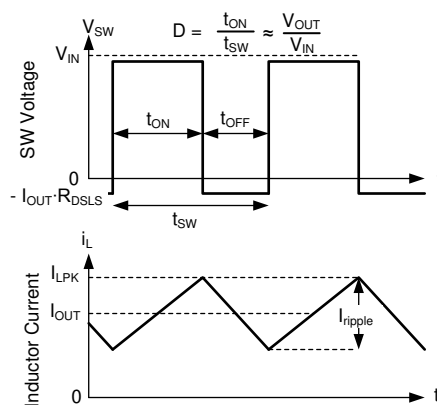 V_SW
D = t_ON / t_SW ≈ V_OUT / V_IN
V_IN
SW Voltage
t_ON
t_OFF
0
- I_OUT·R_DSLS
t_SW
i_L
Inductor Current
I_LPK
I_OUT
I_ripple
0
t